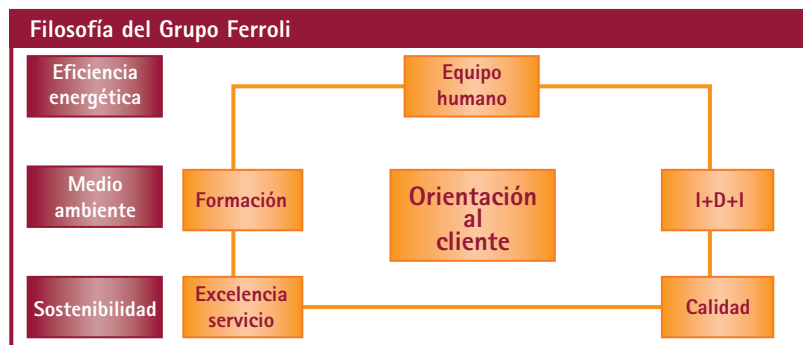 Filosofía del Grupo Ferroli
Eficiencia
energética
Equipo
humano
Medio
ambiente
Formación
Orientación
al
cliente
I+D+I
Sostenibilidad
Excelencia
servicio
Calidad